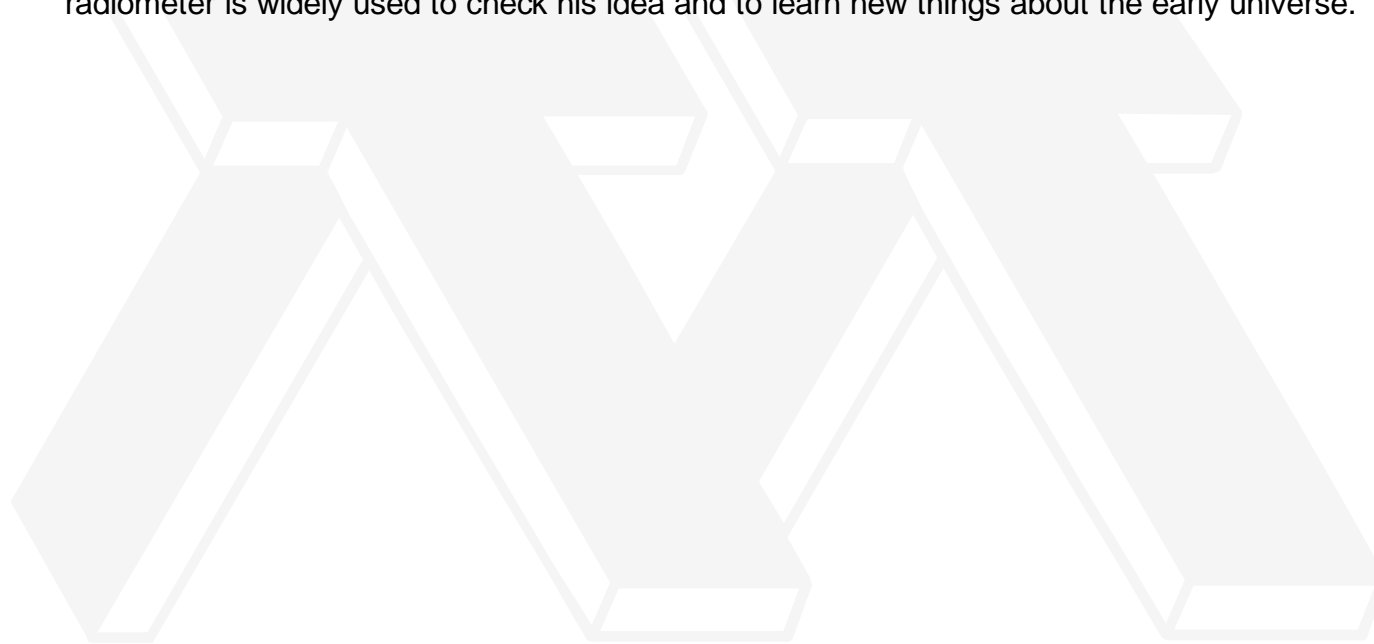 radiometer is widely used to check his idea and to learn new things about the early universe.